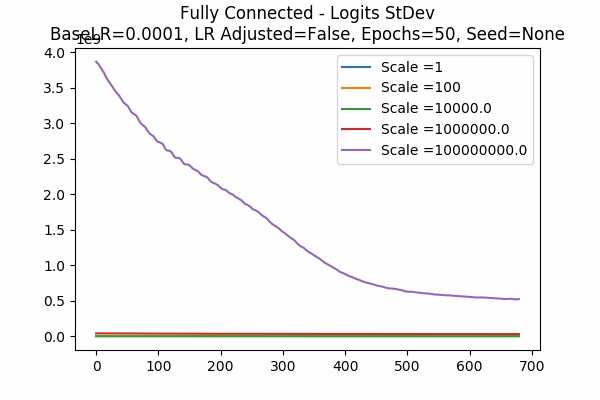 Fully Connected - Logits StDev
BaseLR=0.0001, LR Adjusted=False, Epochs=50, Seed=None
1e9
4.0
3.5
3.0
2.5
2.0
1.5
1.0
0.5
0.0
Scale =1
Scale =100
Scale =10000.0
Scale =1000000.0
Scale =100000000.0
0 100 200 300 400 500 600 700